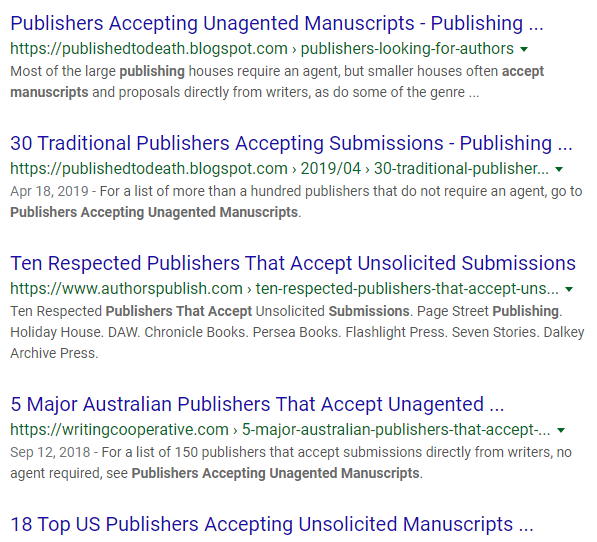 Publishers Accepting Unagented Manuscripts - Publishing ...
https://publishedtodeath.blogspot.com › publishers-looking-for-authors
Most of the large publishing houses require an agent, but smaller houses often accept
manuscripts and proposals directly from writers, as do some of the genre ...
30 Traditional Publishers Accepting Submissions - Publishing ...
https://publishedtodeath.blogspot.com › 2019/04 › 30-traditional-publisher...
Apr 18, 2019 - For a list of more than a hundred publishers that do not require an agent, go to
Publishers Accepting Unagented Manuscripts.
Ten Respected Publishers That Accept Unsolicited Submissions
https://www.authorspublish.com › ten-respected-publishers-that-accept-uns...
Ten Respected Publishers That Accept Unsolicited Submissions. Page Street Publishing.
Holiday House. DAW. Chronicle Books. Persea Books. Flashlight Press. Seven Stories. Dalkey
Archive Press.
5 Major Australian Publishers That Accept Unagented ...
https://writingcooperative.com › 5-major-australian-publishers-that-accept-...
Sep 12, 2018 - For a list of 150 publishers that accept submissions directly from writers, no
agent required, see Publishers Accepting Unagented Manuscripts.
18 Top US Publishers Accepting Unsolicited Manuscripts ...